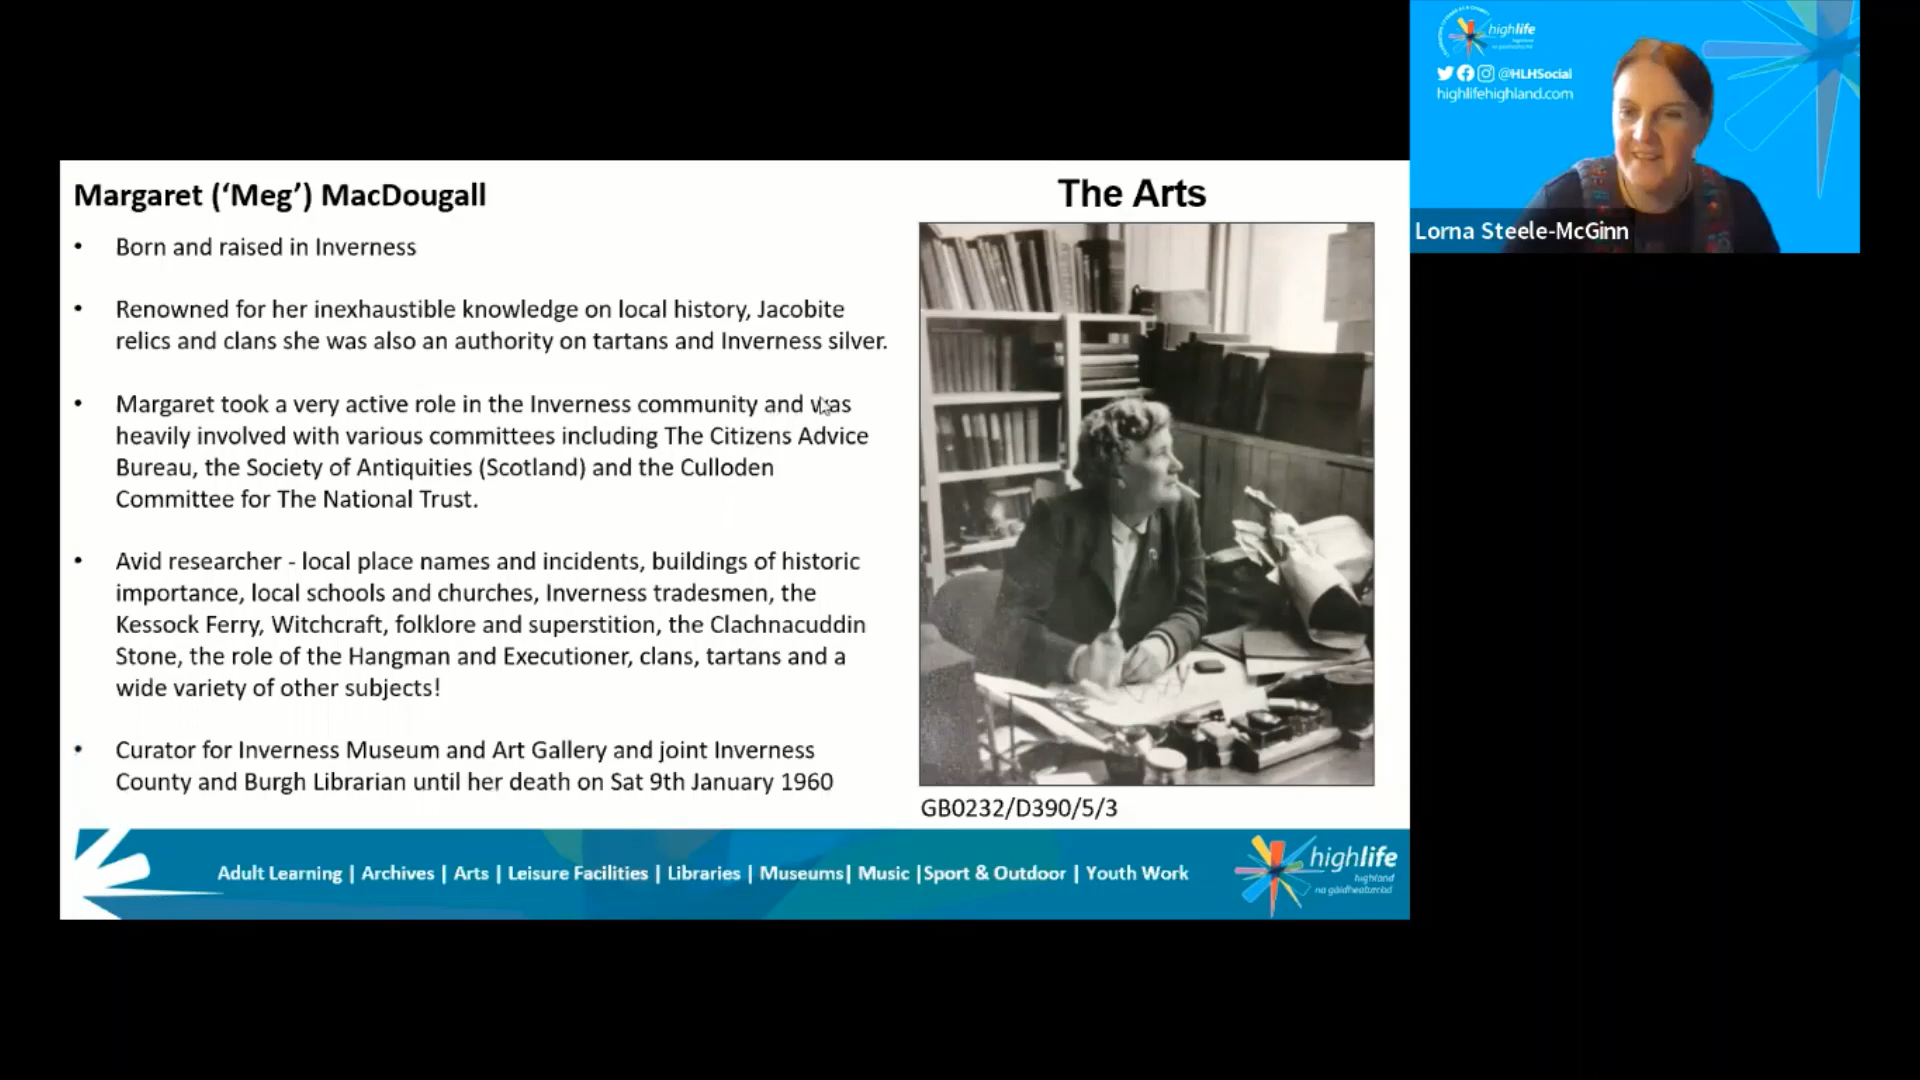 Margaret (‘Meg’) MacDougall
• Born and raised in Inverness
• Renowned for her inexhaustible knowledge on local history, Jacobite
relics and clans she was also an authority on tartans and Inverness silver.
• Margaret took a very active role in the Inverness community and was
heavily involved with various committees including The Citizens Advice
Bureau, the Society of Antiquities (Scotland) and the Culloden
Committee for The National Trust.
• Avid researcher - local place names and incidents, buildings of historic
importance, local schools and churches, Inverness tradesmen, the
Kessock Ferry, Witchcraft, folklore and superstition, the Clachnacuddin
Stone, the role of the Hangman and Executioner, clans, tartans and a
wide variety of other subjects!
• Curator for Inverness Museum and Art Gallery and joint Inverness
County and Burgh Librarian until her death on Sat 9th January 1960
The Arts
GB0232/D390/5/3
Adult Learning | Archives | Arts | Leisure Facilities | Libraries | Museums| Music |Sport & Outdoor | Youth Work
highlife
highland
na gàidhealtachd
highlife
highland
na gàidhealtachd
@HLHSocial
highlifehighland.com
Lorna Steele-McGinn